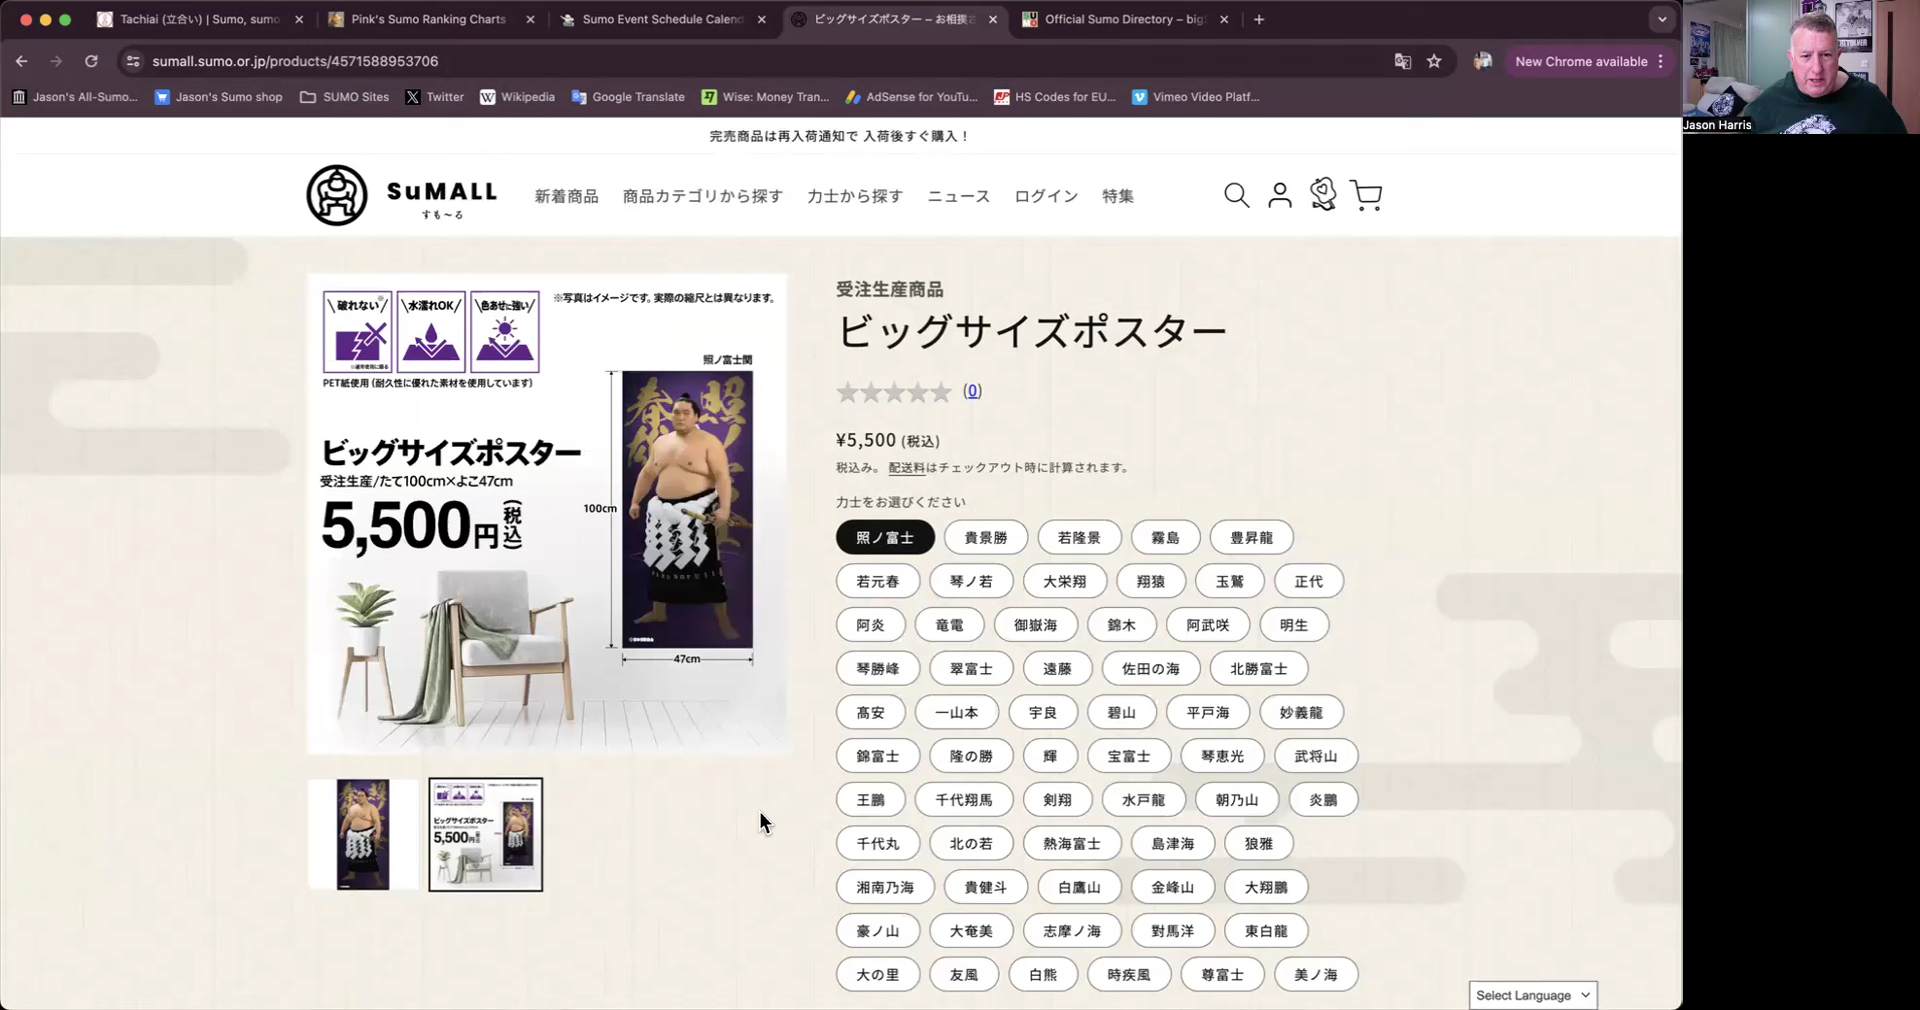 Tachiai (立合い) | Sumo, sumo
Pink's Sumo Ranking Charts
Sumo Event Schedule Calend
ビッグサイズポスター – お相撲さ
Official Sumo Directory – big
sumall.sumo.or.jp/products/4571588953706
New Chrome available
Jason's All-Sumo...
Jason's Sumo shop
SUMO Sites
Twitter
Wikipedia
Google Translate
Wise: Money Tran...
AdSense for YouTu...
HS Codes for EU...
Vimeo Video Platf...
Jason Harris
完売商品は再入荷通知で 入荷後すぐ購入！
SuMALL
すも〜る
新着商品
商品カテゴリから探す
力士から探す
ニュース
ログイン
特集
破れない※
水濡れOK
色あせに強い
※写真はイメージです。実際の縮尺とは異なります。
PET紙使用（耐久性に優れた素材を使用しています）
照ノ富士関
ビッグサイズポスター
受注生産/たて100cm×よこ47cm
5,500円(税込)
100cm
47cm
受注生産商品
ビッグサイズポスター
(0)
¥5,500 (税込)
税込み。 配送料はチェックアウト時に計算されます。
力士をお選びください
照ノ富士 貴景勝 若隆景 霧島 豊昇龍
若元春 琴ノ若 大栄翔 翔猿 玉鷲 正代
阿炎 竜電 御嶽海 錦木 阿武咲 明生
琴勝峰 翠富士 遠藤 佐田の海 北勝富士
髙安 一山本 宇良 碧山 平戸海 妙義龍
錦富士 隆の勝 輝 宝富士 琴恵光 武将山
王鵬 千代翔馬 剣翔 水戸龍 朝乃山 炎鵬
千代丸 北の若 熱海富士 島津海 狼雅
湘南乃海 貴健斗 白鷹山 金峰山 大翔鵬
豪ノ山 大奄美 志摩ノ海 對馬洋 東白龍
大の里 友風 白熊 時疾風 尊富士 美ノ海
ビッグサイズポスター
5,500円
Select Language